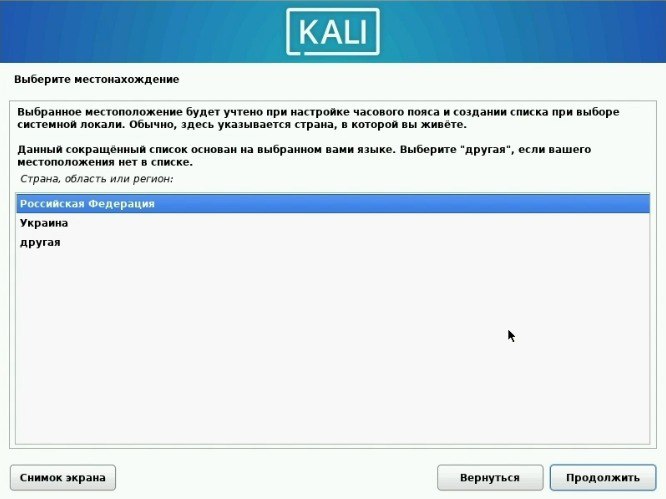 KALI
Выберите местонахождение
Выбранное местоположение будет учтено при настройке часового пояса и создании списка при выборе
системной локали. Обычно, здесь указывается страна, в которой вы живёте.
Данный сокращённый список основан на выбранном вами языке. Выберите "другая", если вашего
местоположения нет в списке.
Страна, область или регион:
Российская Федерация
Украина
другая
Снимок экрана
Вернуться
Продолжить